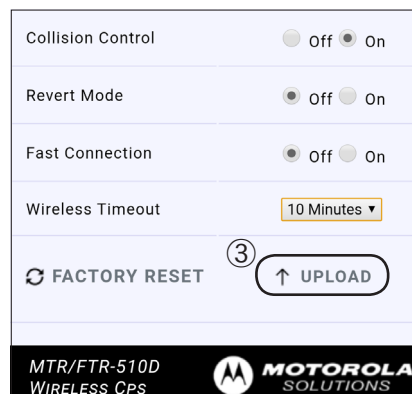 Collision Control Off On
Revert Mode Off On
Fast Connection Off On
Wireless Timeout 10 Minutes ▼
③
FACTORY RESET ↑ UPLOAD
MTR/FTR-510D MOTOROLA
WIRELESS CPS SOLUTIONS